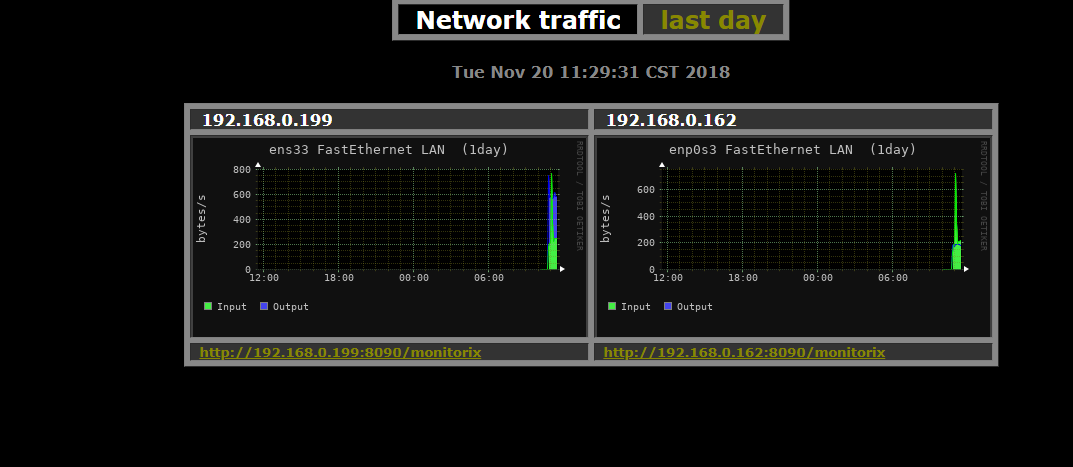 Network traffic last day
Tue Nov 20 11:29:31 CST 2018
192.168.0.199
ens33 FastEthernet LAN (1day)
RRDTOOL / TOBI OETIKER
bytes/s
800
600
400
200
0
12:00 18:00 00:00 06:00
Input Output
http://192.168.0.199:8090/monitorix
192.168.0.162
enp0s3 FastEthernet LAN (1day)
RRDTOOL / TOBI OETIKER
bytes/s
600
400
200
0
12:00 18:00 00:00 06:00
Input Output
http://192.168.0.162:8090/monitorix